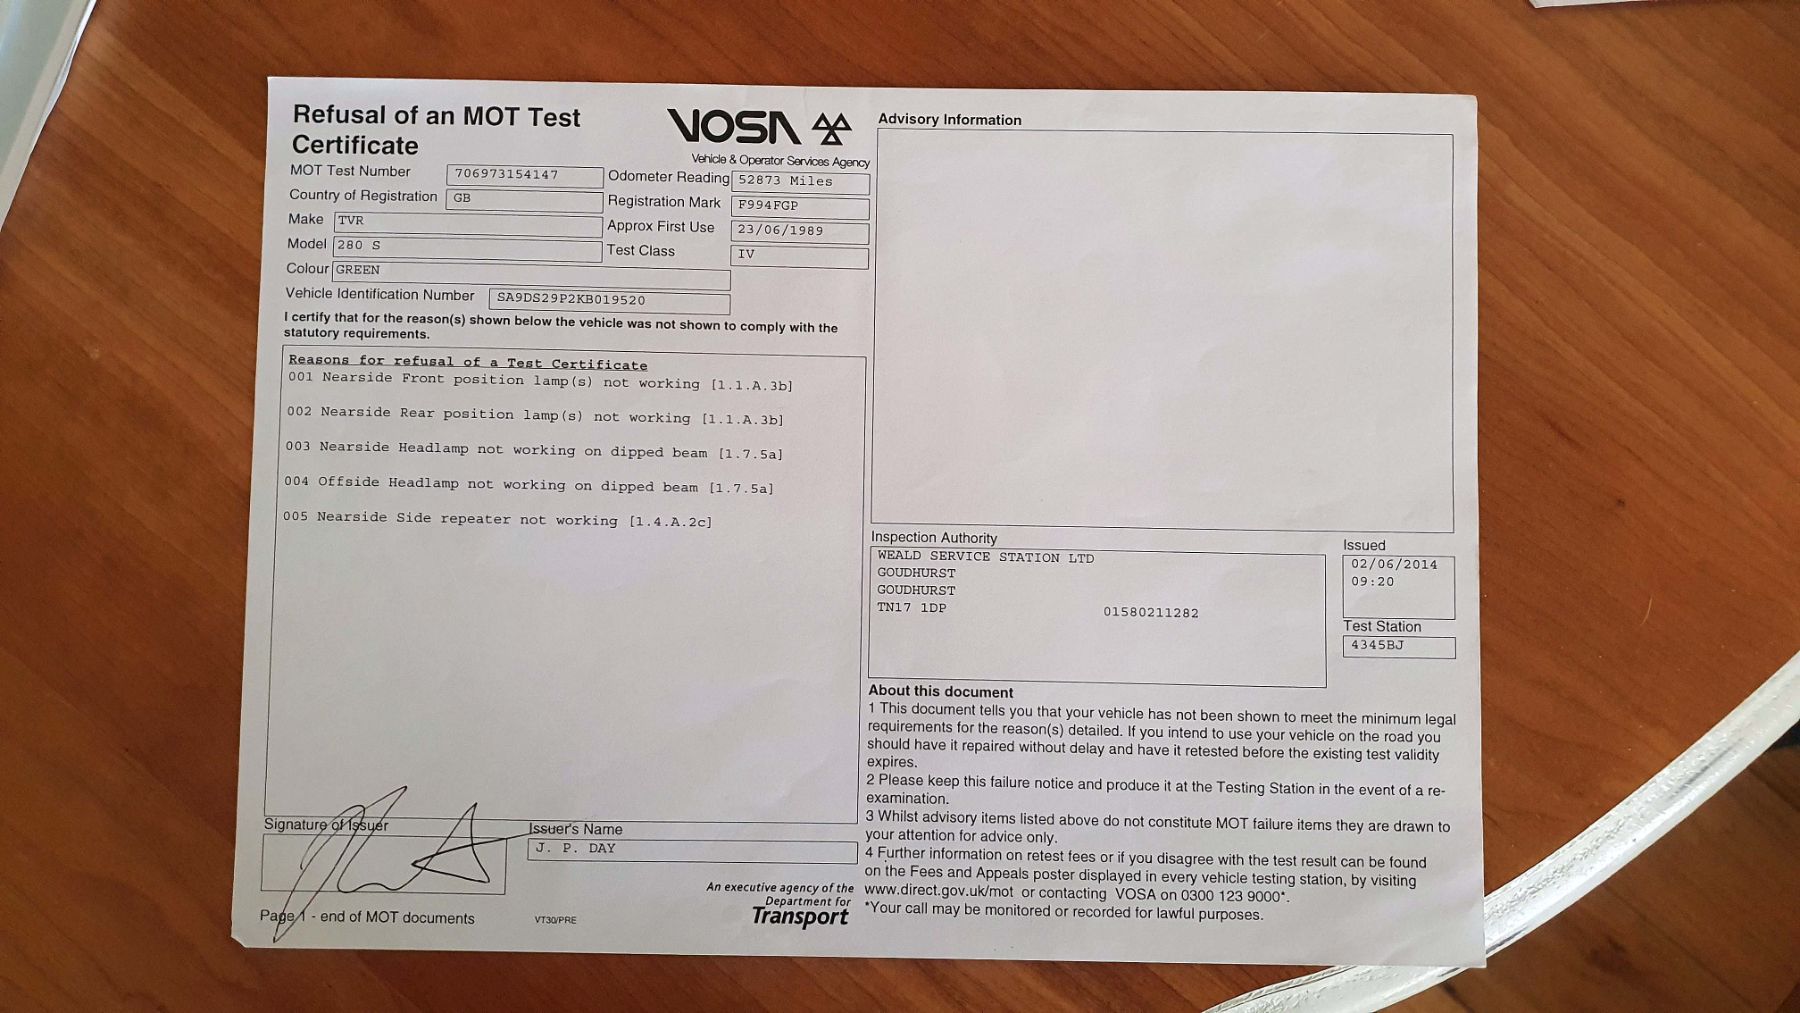 Refusal of an MOT Test
Certificate
VOSA
Vehicle & Operator Services Agency
MOT Test Number 706973154147
Odometer Reading 52873 Miles
Country of Registration GB
Registration Mark F994FGP
Make TVR
Approx First Use 23/06/1989
Model 280 S
Test Class IV
Colour GREEN
Vehicle Identification Number SA9DS29P2KB019520
I certify that for the reason(s) shown below the vehicle was not shown to comply with the
statutory requirements.
Reasons for refusal of a Test Certificate
001 Nearside Front position lamp(s) not working [1.1.A.3b]
002 Nearside Rear position lamp(s) not working [1.1.A.3b]
003 Nearside Headlamp not working on dipped beam [1.7.5a]
004 Offside Headlamp not working on dipped beam [1.7.5a]
005 Nearside Side repeater not working [1.4.A.2c]
Signature of Issuer
Issuer's Name
J. P. DAY
An executive agency of the
Department for
Transport
Page 1 - end of MOT documents
VT30/PRE
Advisory Information
Inspection Authority
WEALD SERVICE STATION LTD
GOUDHURST
GOUDHURST
TN17 1DP 01580211282
Issued
02/06/2014
09:20
Test Station
4345BJ
About this document
1 This document tells you that your vehicle has not been shown to meet the minimum legal
requirements for the reason(s) detailed. If you intend to use your vehicle on the road you
should have it repaired without delay and have it retested before the existing test validity
expires.
2 Please keep this failure notice and produce it at the Testing Station in the event of a re-
examination.
3 Whilst advisory items listed above do not constitute MOT failure items they are drawn to
your attention for advice only.
4 Further information on retest fees or if you disagree with the test result can be found
on the Fees and Appeals poster displayed in every vehicle testing station, by visiting
www.direct.gov.uk/mot or contacting VOSA on 0300 123 9000*.
*Your call may be monitored or recorded for lawful purposes.